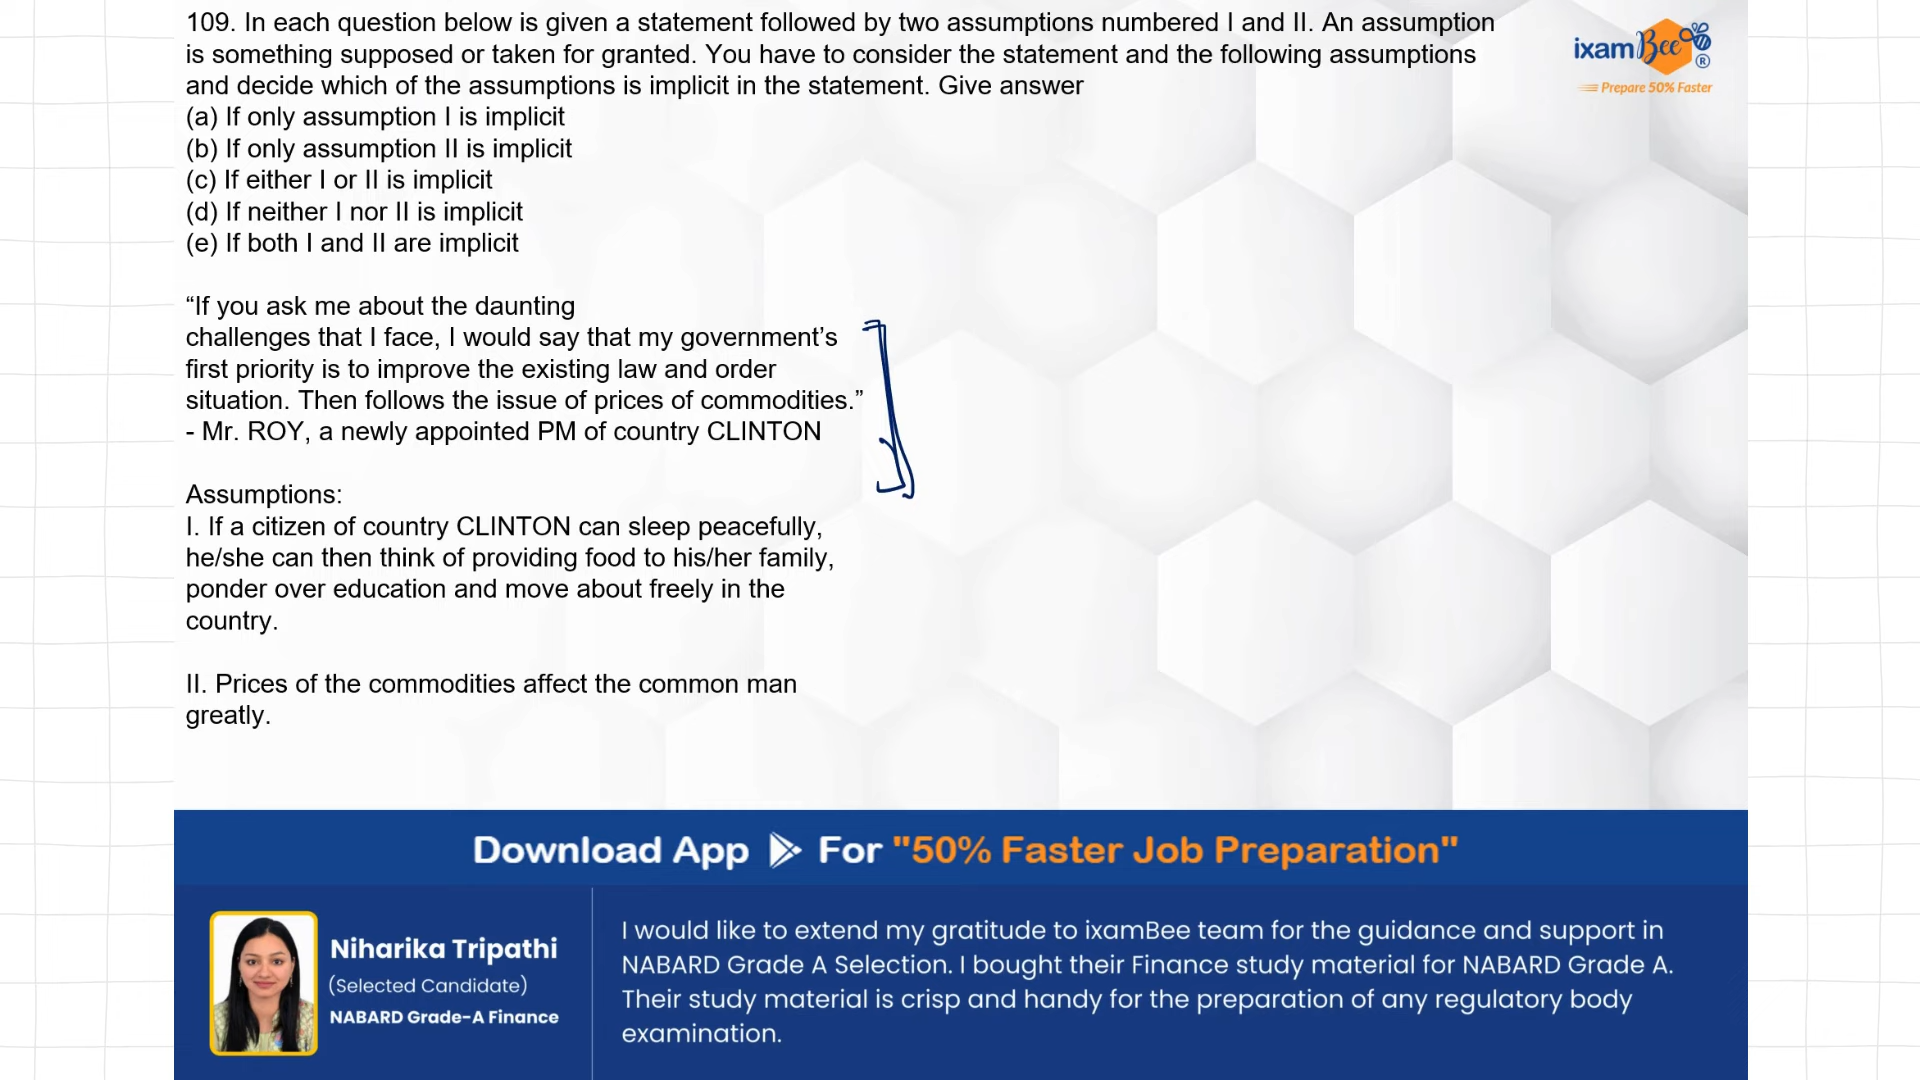 109. In each question below is given a statement followed by two assumptions numbered I and II. An assumption
is something supposed or taken for granted. You have to consider the statement and the following assumptions
and decide which of the assumptions is implicit in the statement. Give answer
(a) If only assumption I is implicit
(b) If only assumption II is implicit
(c) If either I or II is implicit
(d) If neither I nor II is implicit
(e) If both I and II are implicit
“If you ask me about the daunting
challenges that I face, I would say that my government’s
first priority is to improve the existing law and order
situation. Then follows the issue of prices of commodities.”
- Mr. ROY, a newly appointed PM of country CLINTON
Assumptions:
I. If a citizen of country CLINTON can sleep peacefully,
he/she can then think of providing food to his/her family,
ponder over education and move about freely in the
country.
II. Prices of the commodities affect the common man
greatly.
ixamBee®
Prepare 50% Faster
Download App For "50% Faster Job Preparation"
Niharika Tripathi
(Selected Candidate)
NABARD Grade-A Finance
I would like to extend my gratitude to ixamBee team for the guidance and support in
NABARD Grade A Selection. I bought their Finance study material for NABARD Grade A.
Their study material is crisp and handy for the preparation of any regulatory body
examination.